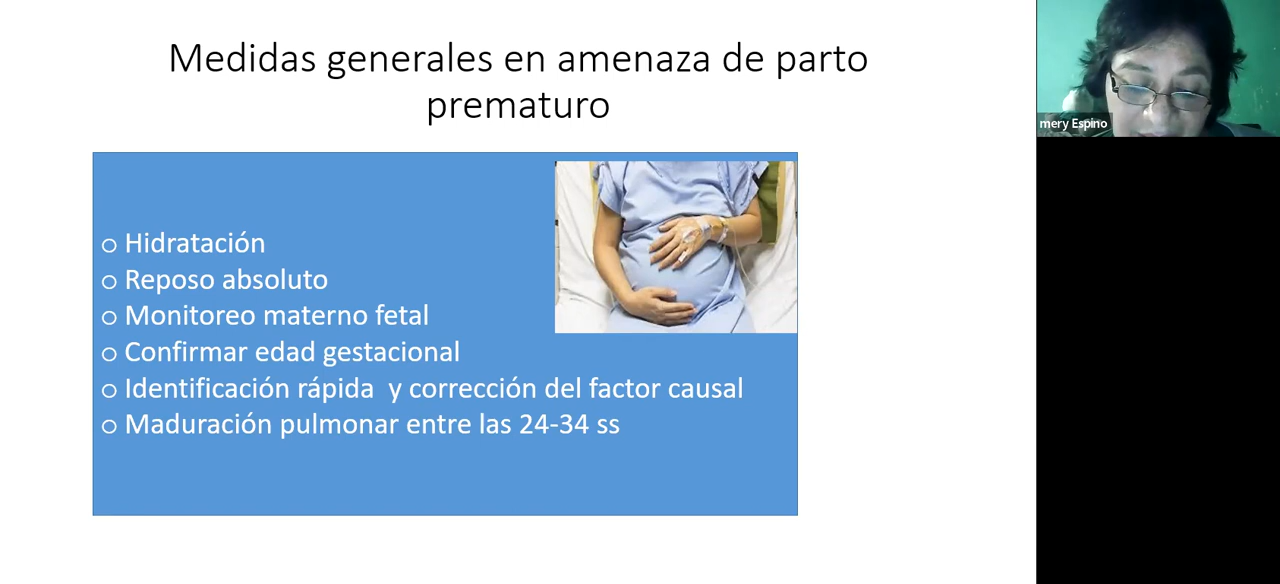 Medidas generales en amenaza de parto
prematuro
o Hidratación
o Reposo absoluto
o Monitoreo materno fetal
o Confirmar edad gestacional
o Identificación rápida  y corrección del factor causal
o Maduración pulmonar entre las 24-34 ss
mery Espino